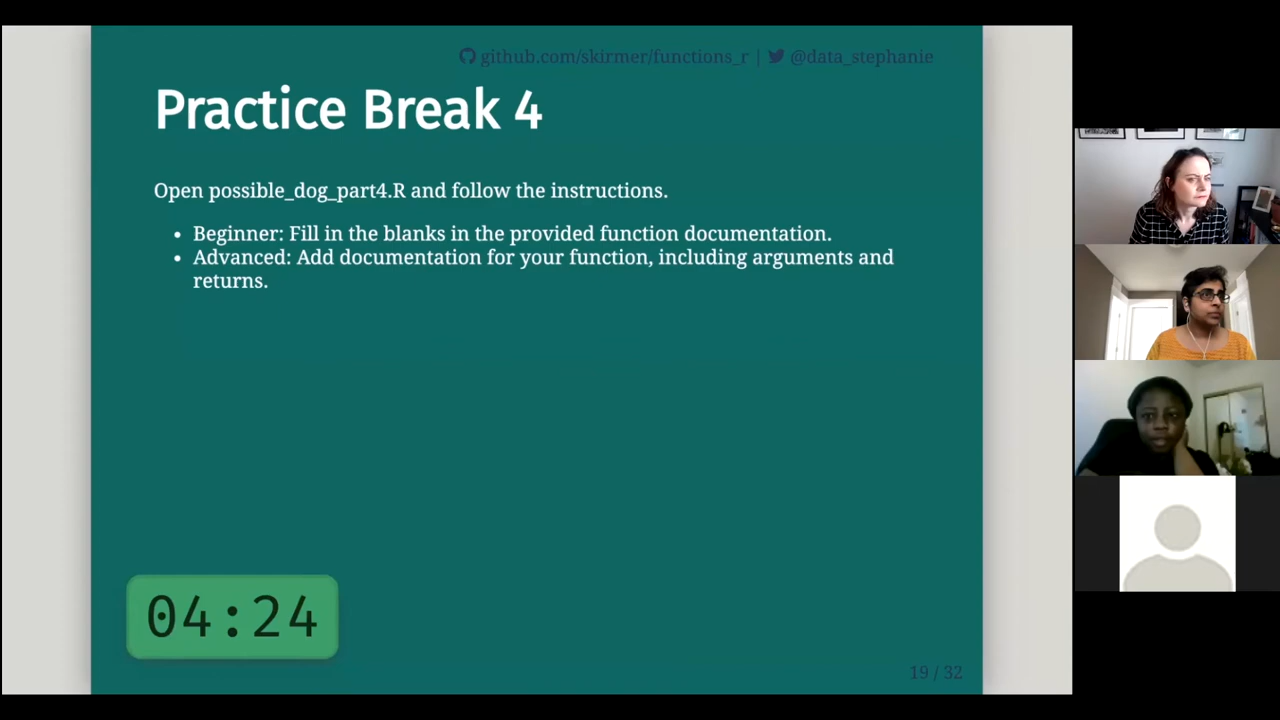 github.com/skirmer/functions_r | @data_stephanie
Practice Break 4
Open possible_dog_part4.R and follow the instructions.
• Beginner: Fill in the blanks in the provided function documentation.
• Advanced: Add documentation for your function, including arguments and
returns.
04:24
19 / 32